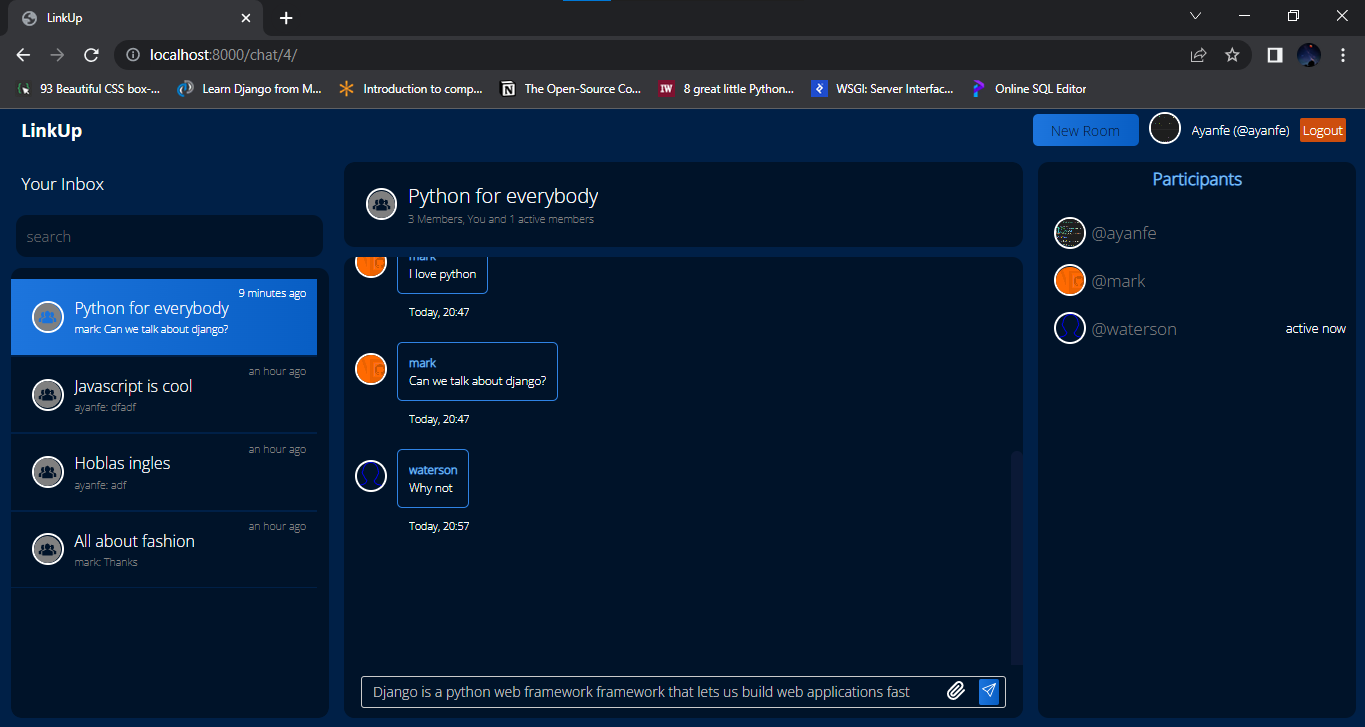 LinkUp
localhost:8000/chat/4/
93 Beautiful CSS box-...
Learn Django from M...
Introduction to comp...
The Open-Source Co...
IW 8 great little Python...
WSGI: Server Interfac...
Online SQL Editor
LinkUp
New Room
Ayanfe (@ayanfe)
Logout
Your Inbox
search
9 minutes ago
Python for everybody
mark: Can we talk about django?
an hour ago
Javascript is cool
ayanfe: dfadf
an hour ago
Hoblas ingles
ayanfe: adf
an hour ago
All about fashion
mark: Thanks
Python for everybody
3 Members, You and 1 active members
mark
I love python
Today, 20:47
mark
Can we talk about django?
Today, 20:47
waterson
Why not
Today, 20:57
Django is a python web framework framework that lets us build web applications fast
Participants
@ayanfe
@mark
@waterson
active now